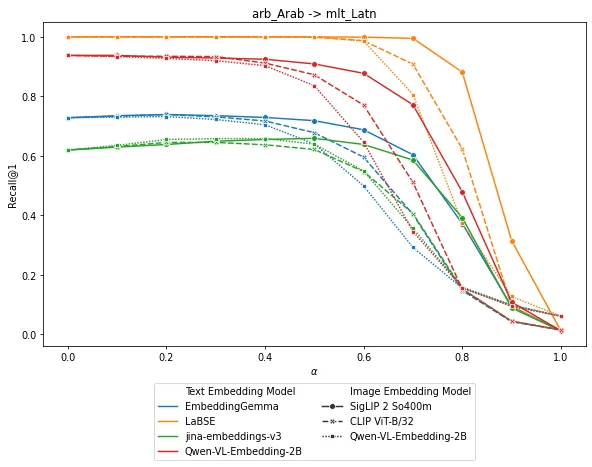 arb_Arab -> mlt_Latn
1.0
0.8
0.6
0.4
0.2
0.0
Recall@1
0.0 0.2 0.4 0.6 0.8 1.0
α
Text Embedding Model Image Embedding Model
EmbeddingGemma SigLIP 2 So400m
LaBSE CLIP ViT-B/32
jina-embeddings-v3 Qwen-VL-Embedding-2B
Qwen-VL-Embedding-2B